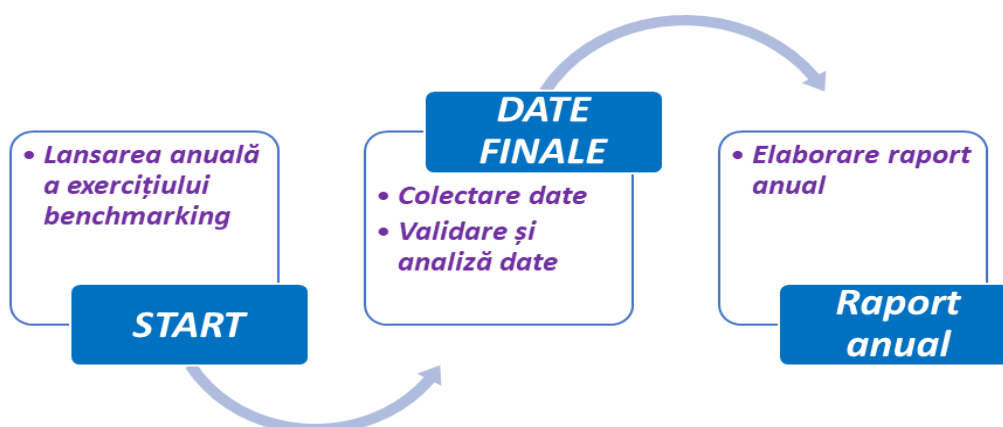 • Lansarea anuală
a exercițiului
benchmarking
START
DATE
FINALE
• Colectare date
• Validare și
analiză date
• Elaborare raport
anual
Raport
anual